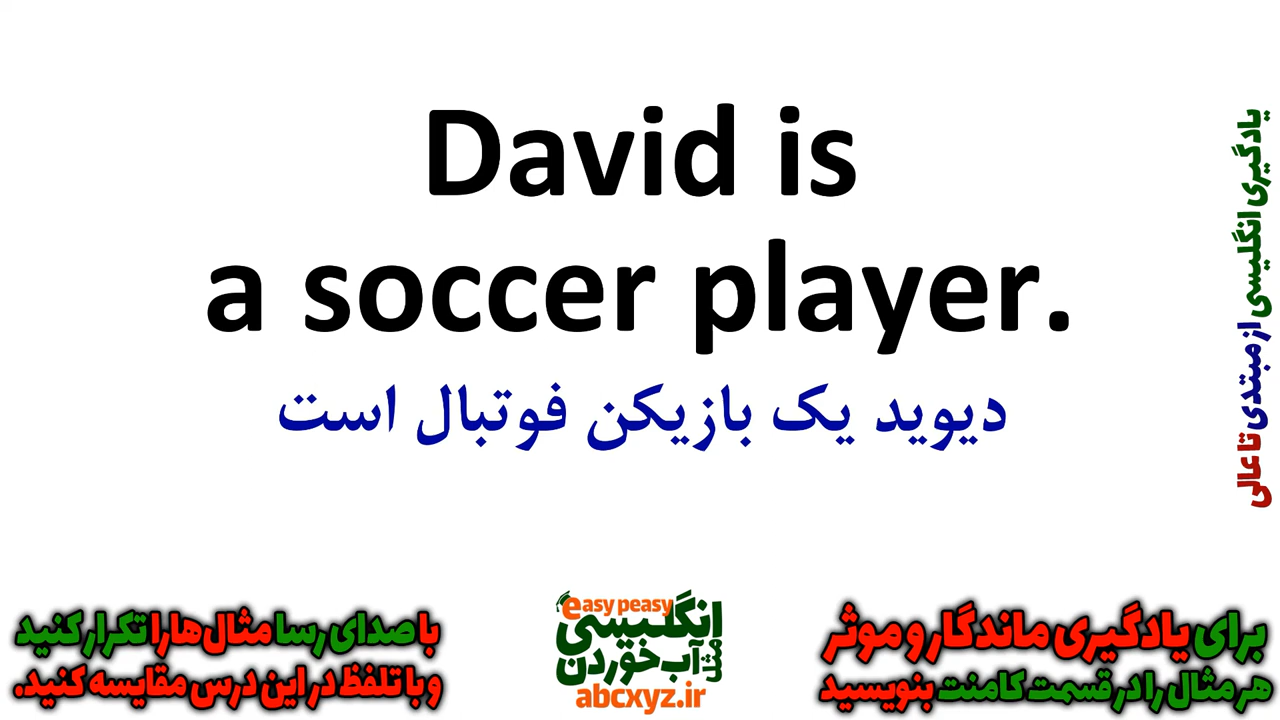 David is
a soccer player.
دیوید یک بازیکن فوتبال است
یادگیری انگلیسی از مبتدی تا عالی
برای یادگیری ماندگار و موثر
هر مثال را در قسمت کامنت بنویسید
easy peasy
انگلیسی
مثل
آب خوردن
abcxyz.ir
با صدای رسا مثال‌ها را تکرار کنید
و با تلفظ در این درس مقایسه کنید.